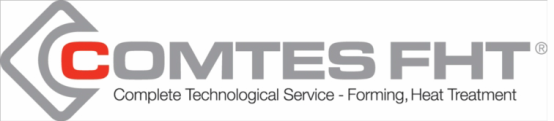 COMTES FHT®
Complete Technological Service - Forming, Heat Treatment